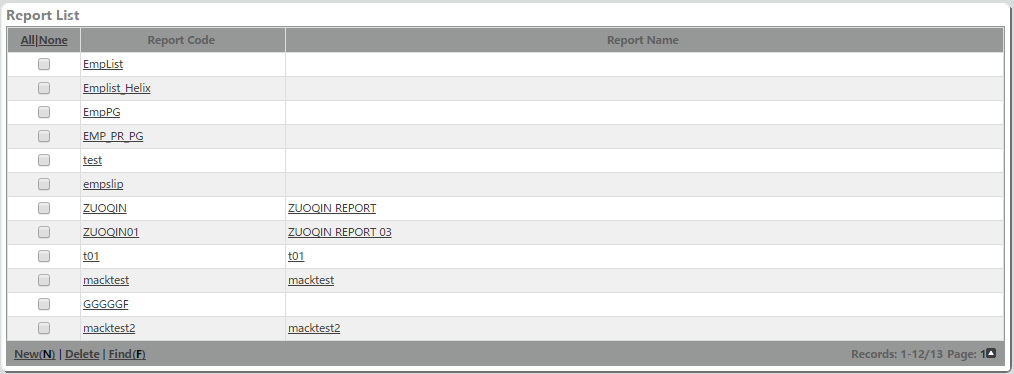 Report List
All|None Report Code Report Name
EmpList
Emplist_Helix
EmpPG
EMP_PR_PG
test
empslip
ZUOQIN ZUOQIN REPORT
ZUOQIN01 ZUOQIN REPORT 03
t01 t01
macktest macktest
GGGGGF
macktest2 macktest2
New(N) | Delete | Find(F) Records: 1-12/13 Page: 1